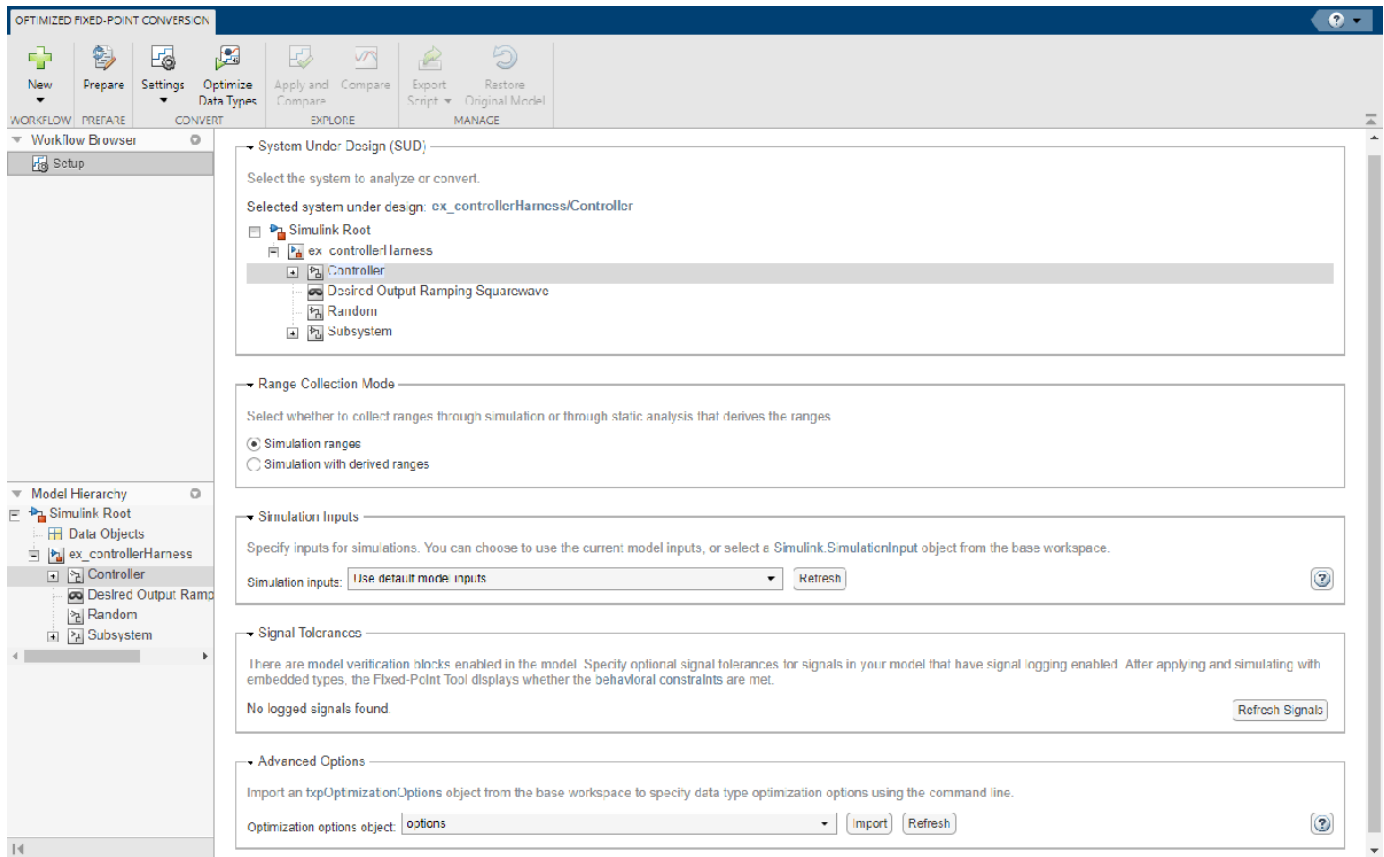 OPTIMIZED FIXED-POINT CONVERSION
New
Prepare
Settings
Optimize
Data Types
Apply and
Compare
Compare
Export
Script
Restore
Original Model
WORKFLOW
PREPARE
CONVERT
EXPLORE
MANAGE
Workflow Browser
Setup
Model Hierarchy
Simulink Root
Data Objects
ex_controllerHarness
Controller
Desired Output Ramp
Random
Subsystem
System Under Design (SUD)
Select the system to analyze or convert.
Selected system under design: ex_controllerHarness/Controller
Simulink Root
ex_controllerHarness
Controller
Desired Output Ramping Squarewave
Random
Subsystem
Range Collection Mode
Select whether to collect ranges through simulation or through static analysis that derives the ranges
Simulation ranges
Simulation with derived ranges
Simulation Inputs
Specify inputs for simulations. You can choose to use the current model inputs, or select a Simulink.SimulationInput object from the base workspace.
Simulation inputs: Use default model inputs Refresh
Signal Tolerances
There are model verification blocks enabled in the model. Specify optional signal tolerances for signals in your model that have signal logging enabled. After applying and simulating with
embedded types, the Fixed-Point Tool displays whether the behavioral constraints are met.
No logged signals found. Refresh Signals
Advanced Options
Import an fxpOptimizationOptions object from the base workspace to specify data type optimization options using the command line.
Optimization options object: options Import Refresh